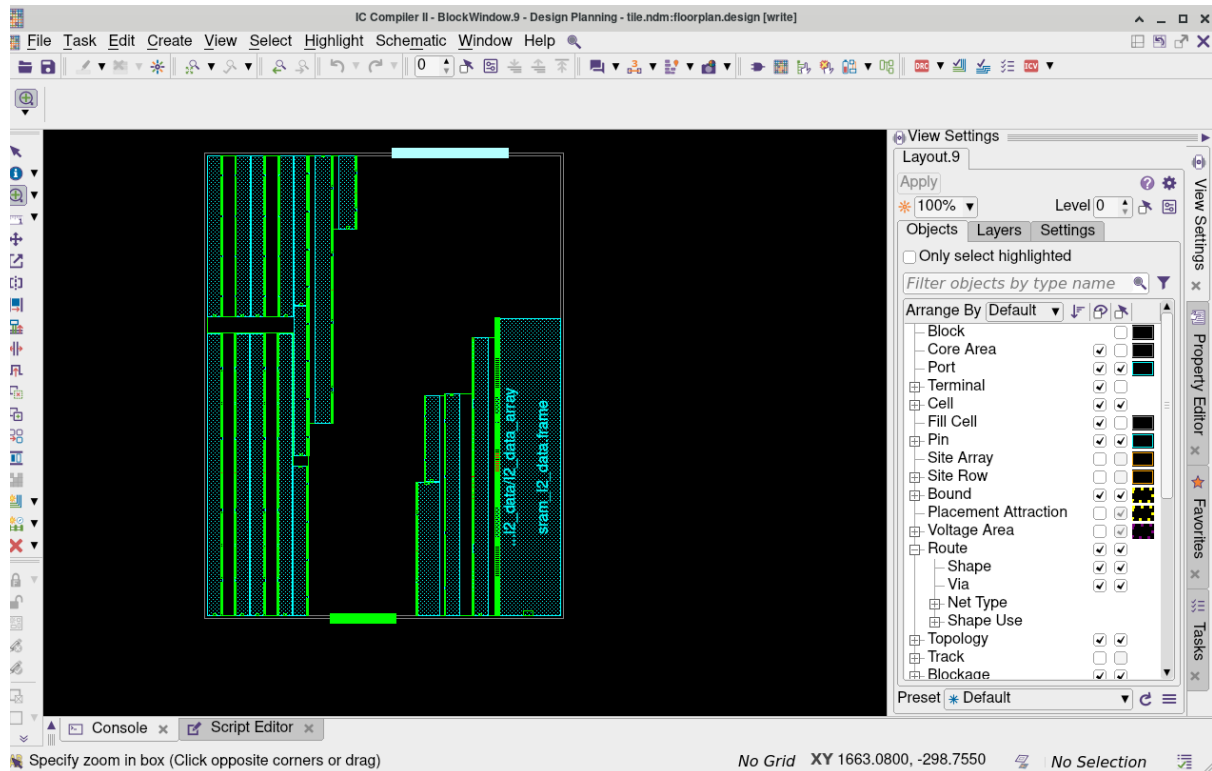 IC Compiler II - BlockWindow.9 - Design Planning - tile.ndm:floorplan.design [write]
File Task Edit Create View Select Highlight Schematic Window Help
0
DRC
ICV
View Settings
Layout.9
Apply
100% Level 0
Objects Layers Settings
Only select highlighted
Filter objects by type name
Arrange By Default
Block
Core Area
Port
Terminal
Cell
Fill Cell
Pin
Site Array
Site Row
Bound
Placement Attraction
Voltage Area
Route
Shape
Via
Net Type
Shape Use
Topology
Track
Blockage
Preset Default
View Settings
Property Editor
Favorites
Tasks
...l2_data/l2_data_array
sram_l2_data.frame
Console Script Editor
Specify zoom in box (Click opposite corners or drag) No Grid XY 1663.0800, -298.7550 No Selection